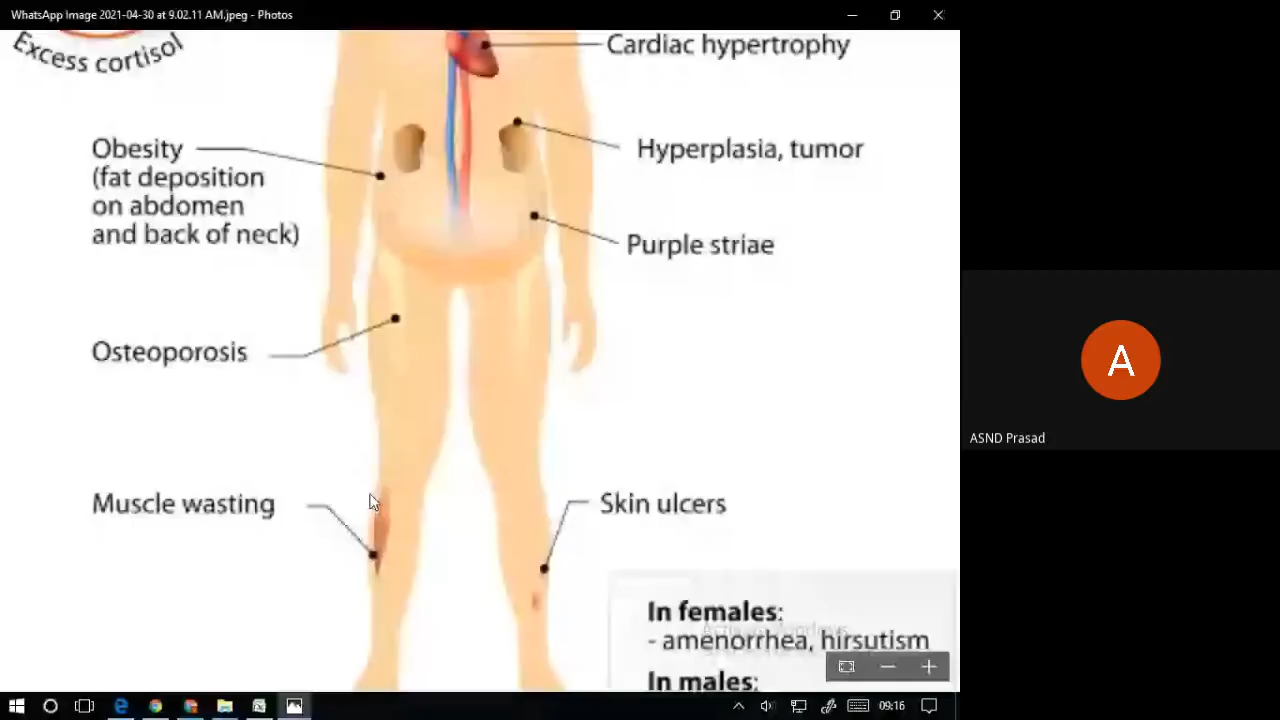 WhatsApp Image 2021-04-30 at 9.02.11 AM.jpeg - Photos
Excess cortisol
Cardiac hypertrophy
Obesity
(fat deposition
on abdomen
and back of neck)
Hyperplasia, tumor
Purple striae
Osteoporosis
Muscle wasting
Skin ulcers
In females:
- amenorrhea, hirsutism
In males:
A
ASND Prasad
09:16